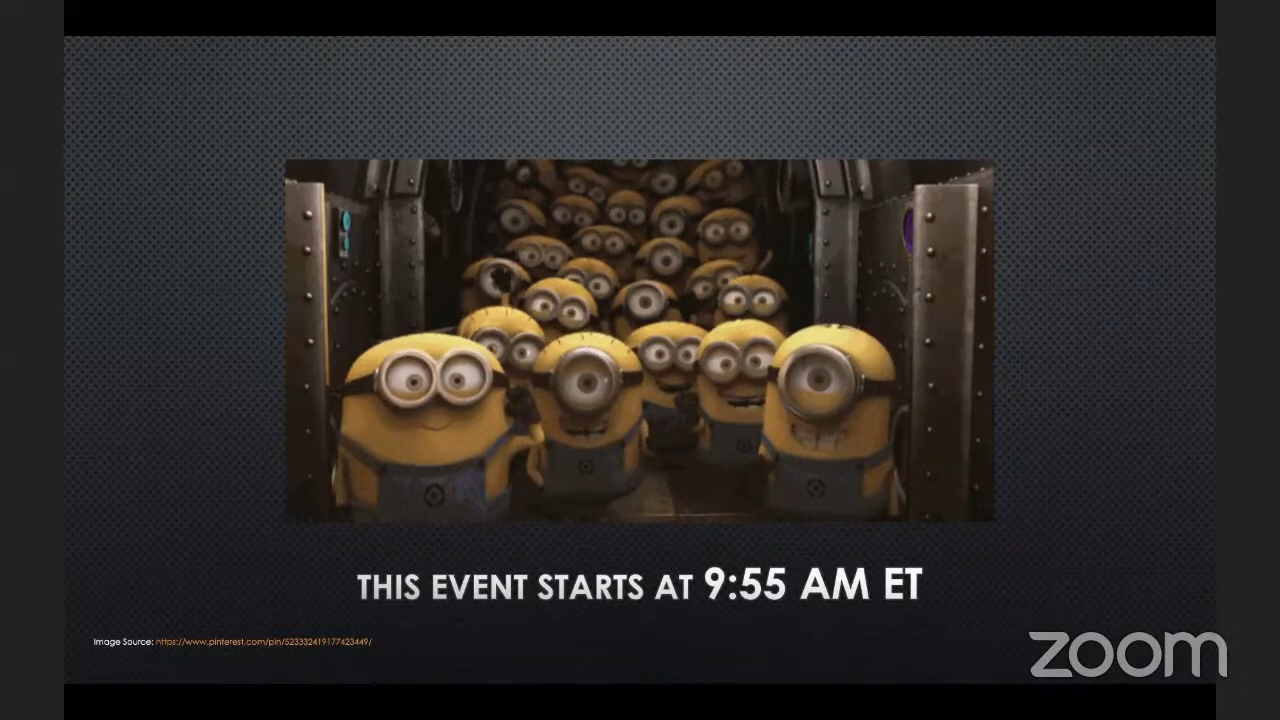 THIS EVENT STARTS AT 9:55 AM ET
Image Source: https://www.pinterest.com/pin/523332419177423449/
zoom